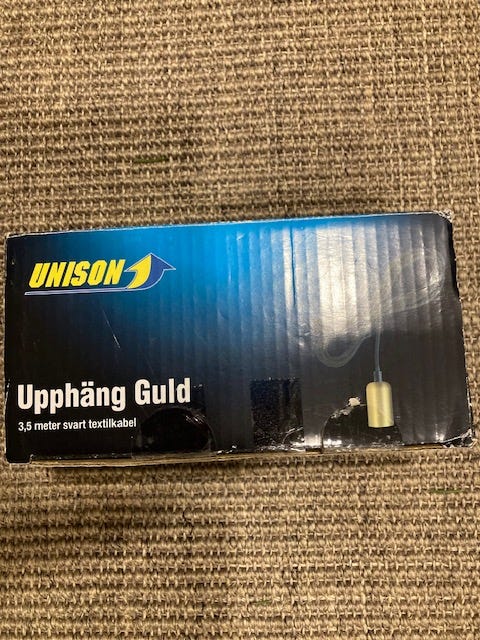 UNISON
Upphäng Guld
3,5 meter svart textilkabel